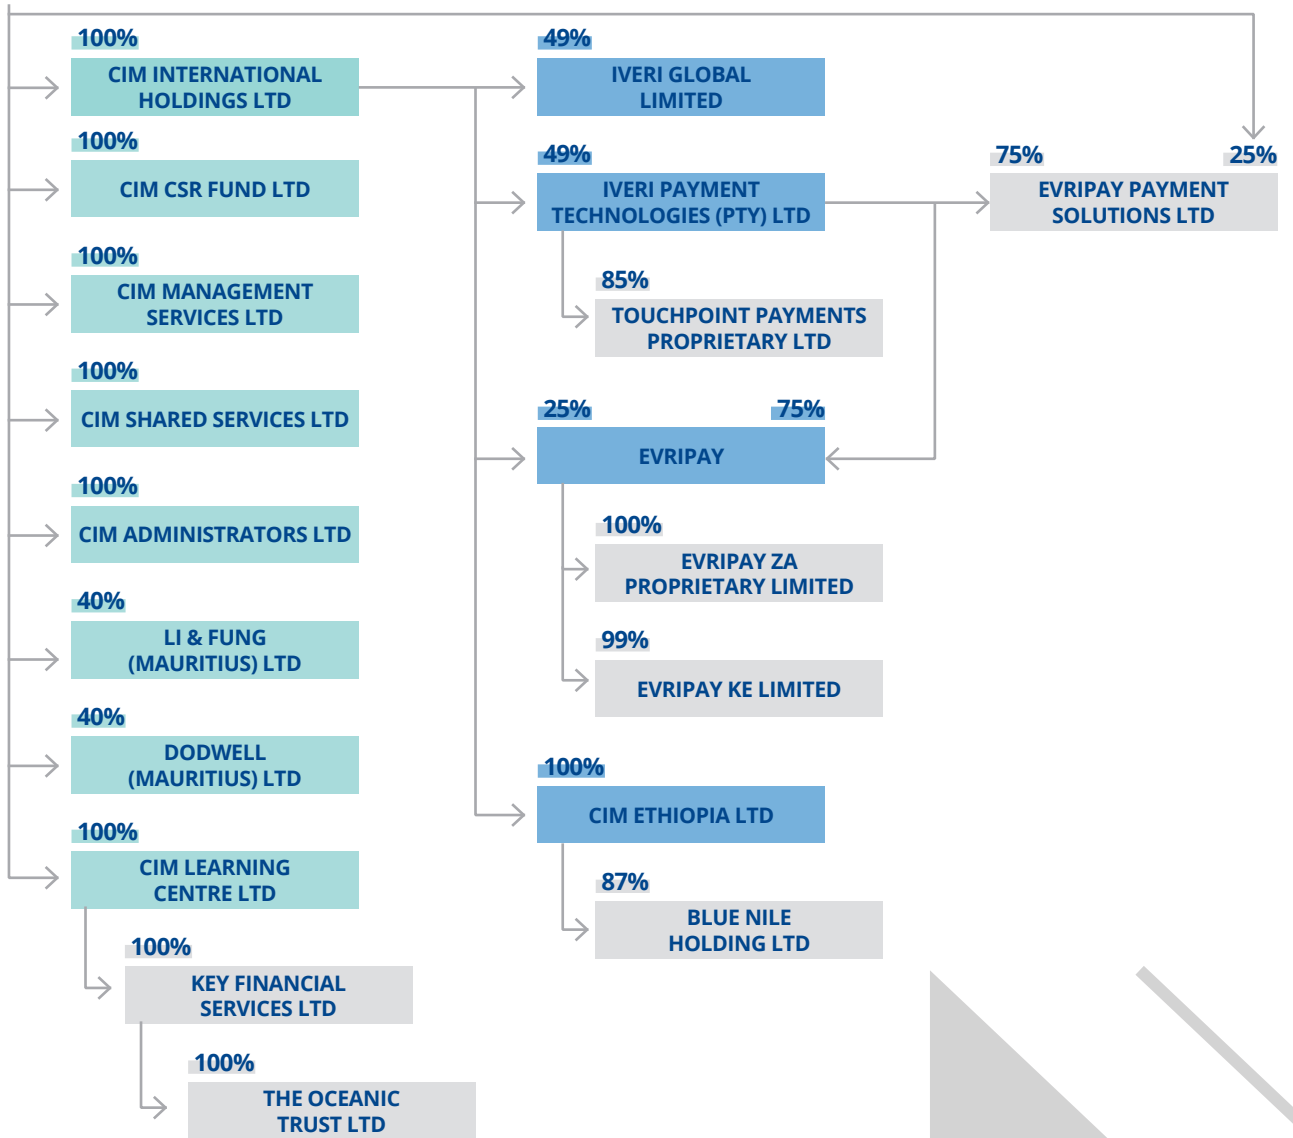 100%
CIM INTERNATIONAL
HOLDINGS LTD
100%
CIM CSR FUND LTD
100%
CIM MANAGEMENT
SERVICES LTD
100%
CIM SHARED SERVICES LTD
100%
CIM ADMINISTRATORS LTD
40%
LI & FUNG
(MAURITIUS) LTD
40%
DODWELL
(MAURITIUS) LTD
100%
CIM LEARNING
CENTRE LTD
100%
KEY FINANCIAL
SERVICES LTD
100%
THE OCEANIC
TRUST LTD
49%
IVERI GLOBAL
LIMITED
49%
IVERI PAYMENT
TECHNOLOGIES (PTY) LTD
85%
TOUCHPOINT PAYMENTS
PROPRIETARY LTD
25% 75%
EVRIPAY
100%
EVRIPAY ZA
PROPRIETARY LIMITED
99%
EVRIPAY KE LIMITED
100%
CIM ETHIOPIA LTD
87%
BLUE NILE
HOLDING LTD
75% 25%
EVRIPAY PAYMENT
SOLUTIONS LTD